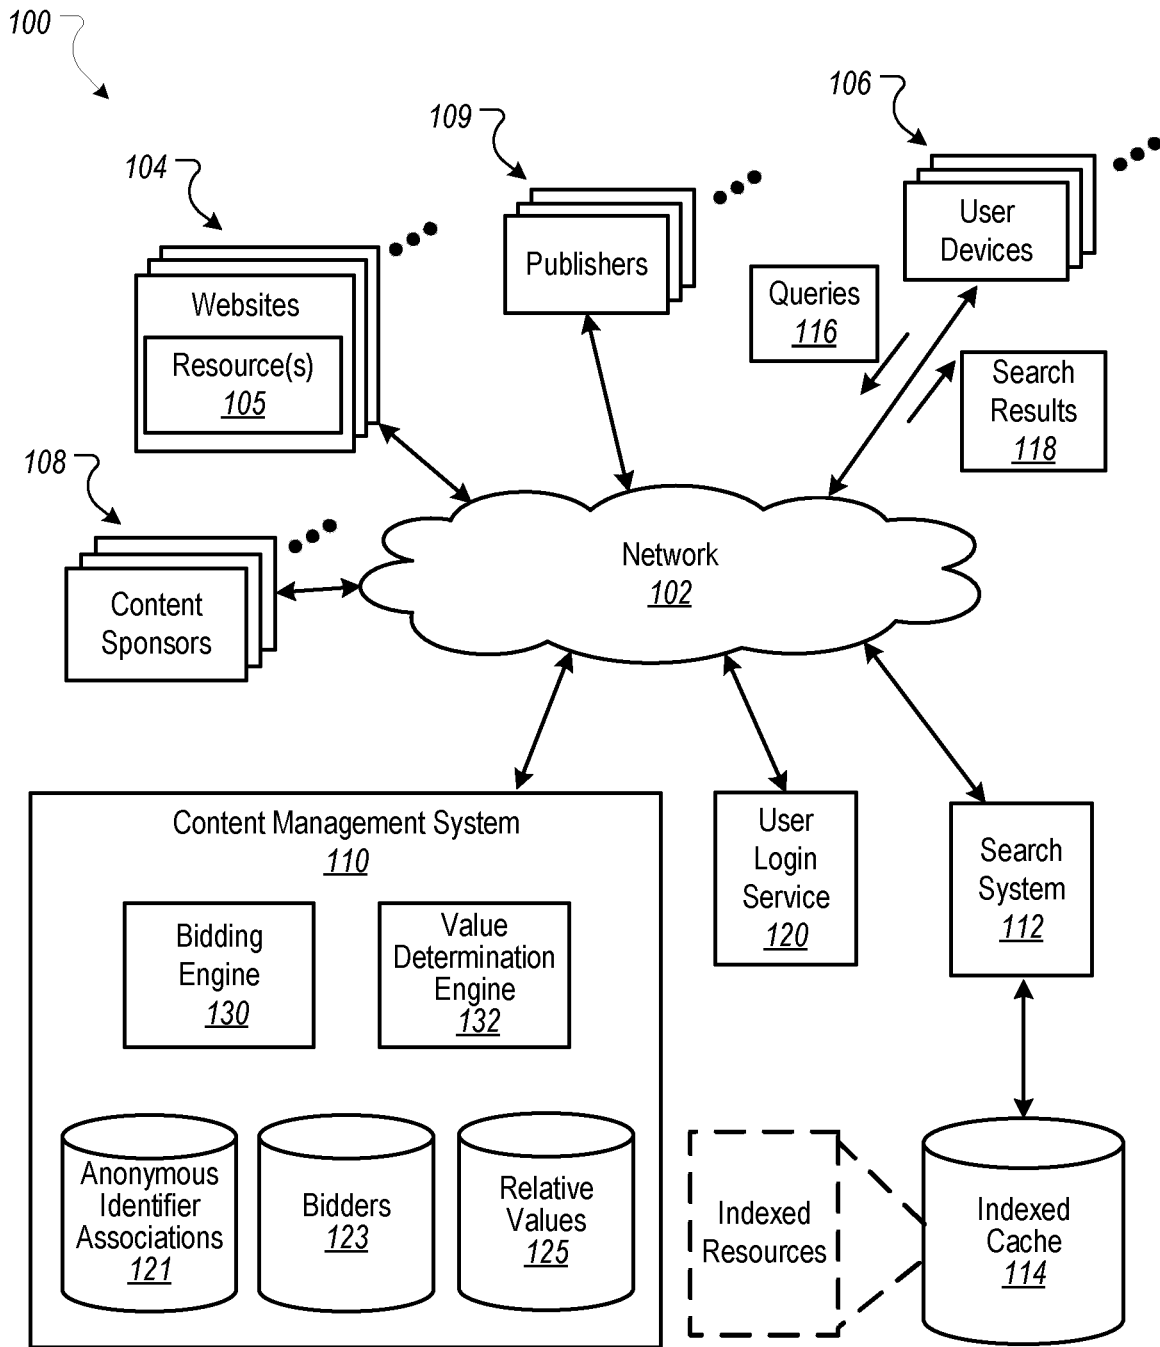 100
109
106
104
User
Devices
Publishers
Queries
116
Websites
Resource(s)
105
Search
Results
118
108
Network
102
Content
Sponsors
Content Management System
110
User
Login
Service
120
Search
System
112
Bidding
Engine
130
Value
Determination
Engine
132
Anonymous
Identifier
Associations
121
Bidders
123
Relative
Values
125
Indexed
Resources
Indexed
Cache
114